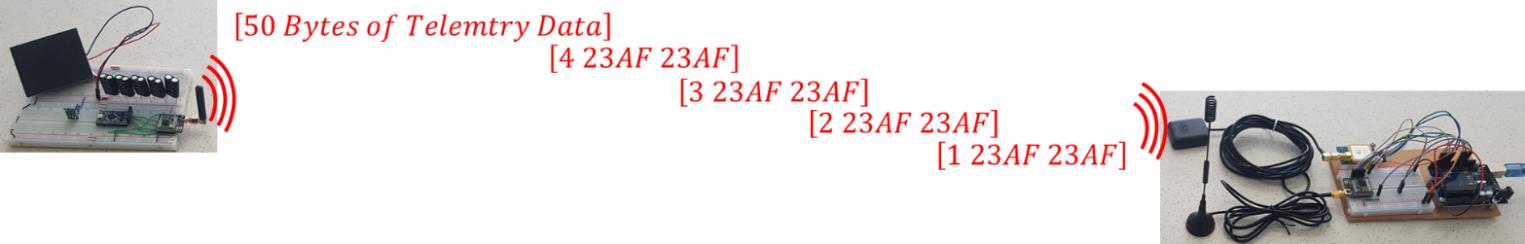 [50 Bytes of Telemtry Data]
[4 23AF 23AF]
[3 23AF 23AF]
[2 23AF 23AF]
[1 23AF 23AF]